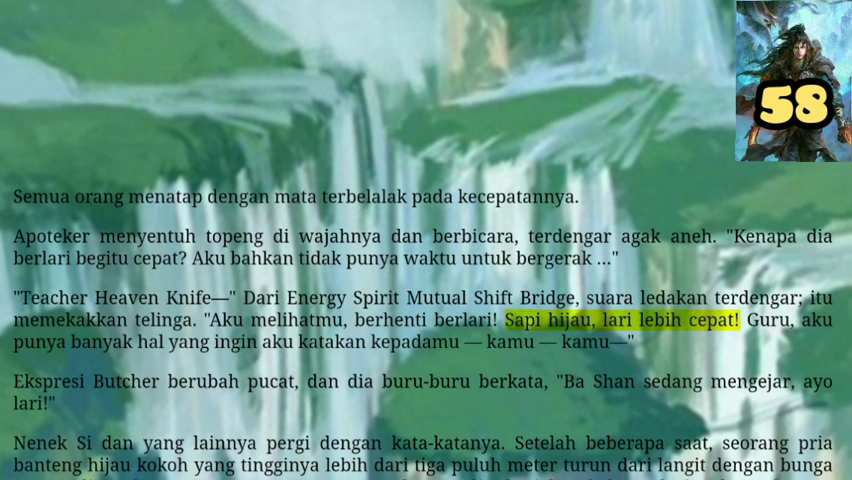 58
Semua orang menatap dengan mata terbelalak pada kecepatannya.
Apoteker menyentuh topeng di wajahnya dan berbicara, terdengar agak aneh. "Kenapa dia
berlari begitu cepat? Aku bahkan tidak punya waktu untuk bergerak ..."
"Teacher Heaven Knife—" Dari Energy Spirit Mutual Shift Bridge, suara ledakan terdengar; itu
memekakkan telinga. "Aku melihatmu, berhenti berlari! Sapi hijau, lari lebih cepat! Guru, aku
punya banyak hal yang ingin aku katakan kepadamu — kamu — kamu—"
Ekspresi Butcher berubah pucat, dan dia buru-buru berkata, "Ba Shan sedang mengejar, ayo
lari!"
Nenek Si dan yang lainnya pergi dengan kata-katanya. Setelah beberapa saat, seorang pria
banteng hijau kokoh yang tingginya lebih dari tiga puluh meter turun dari langit dengan bunga